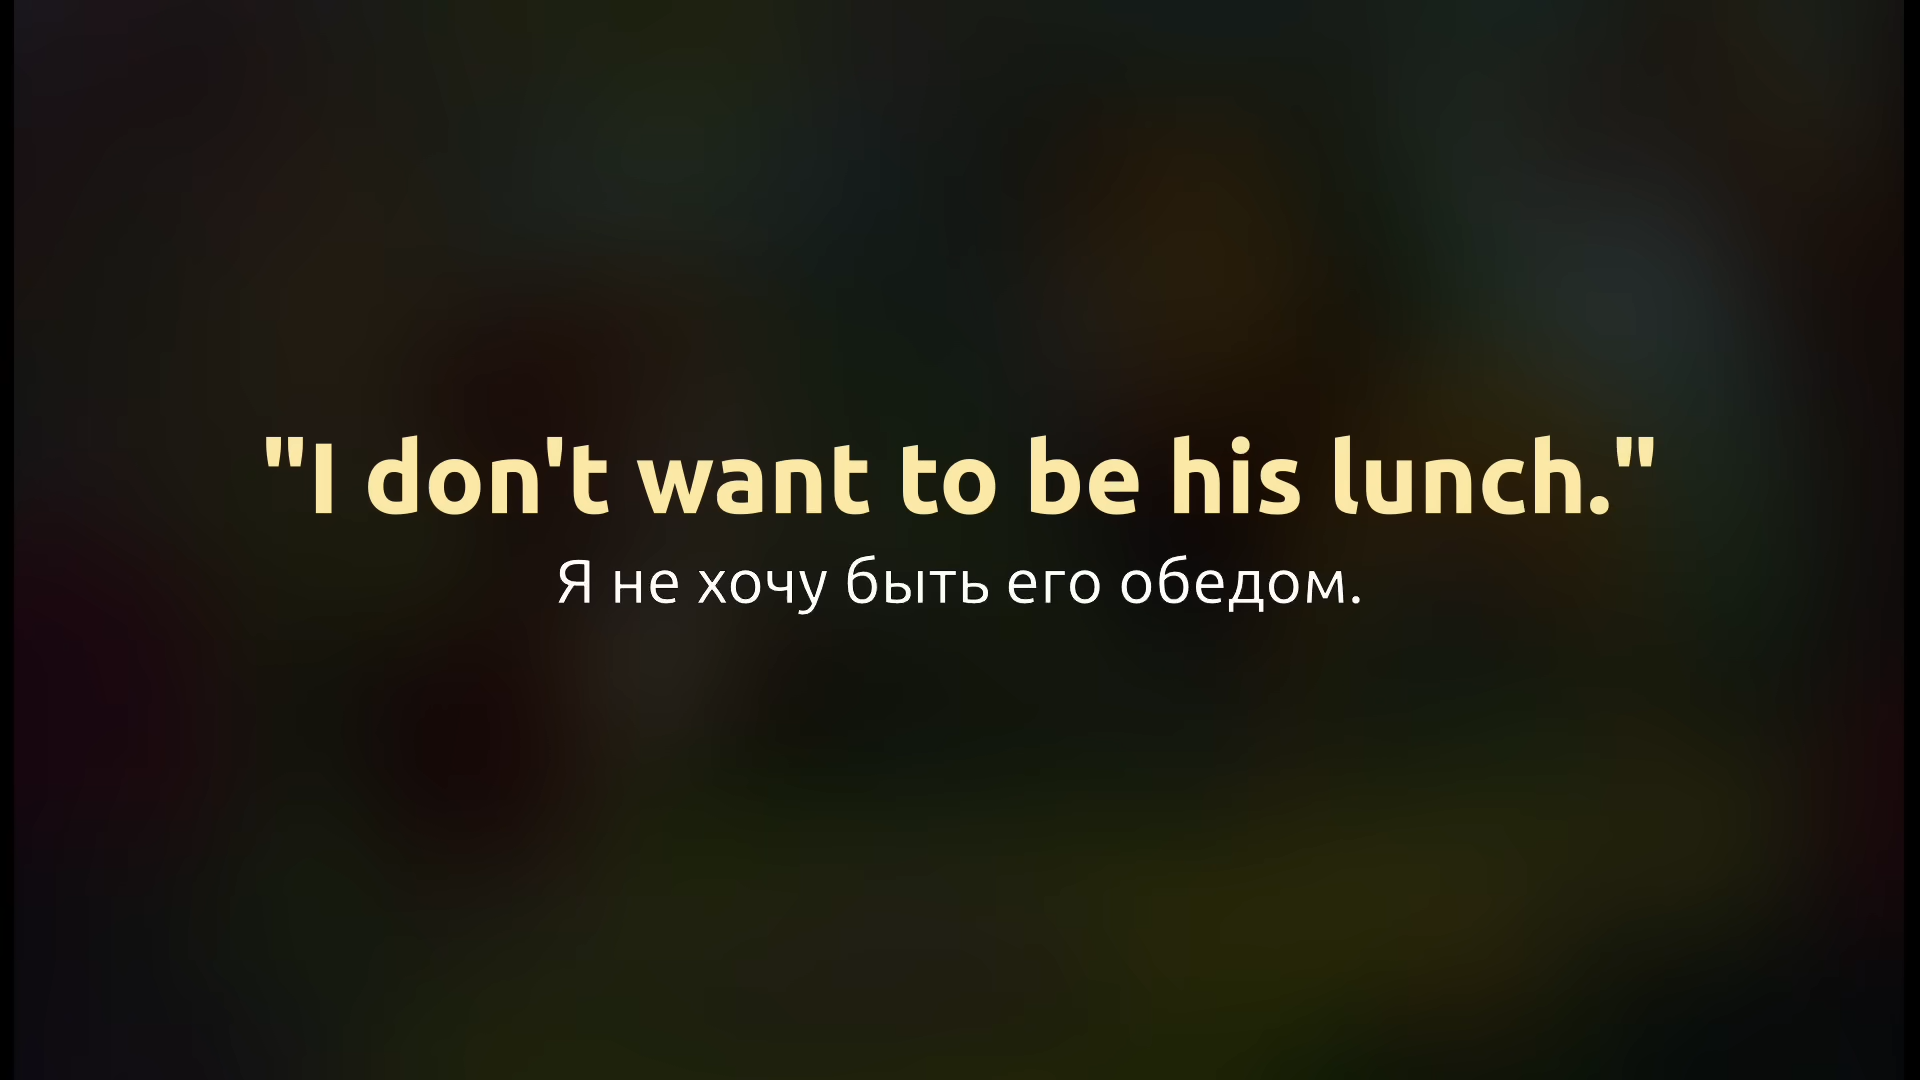 "I don't want to be his lunch."
Я не хочу быть его обедом.